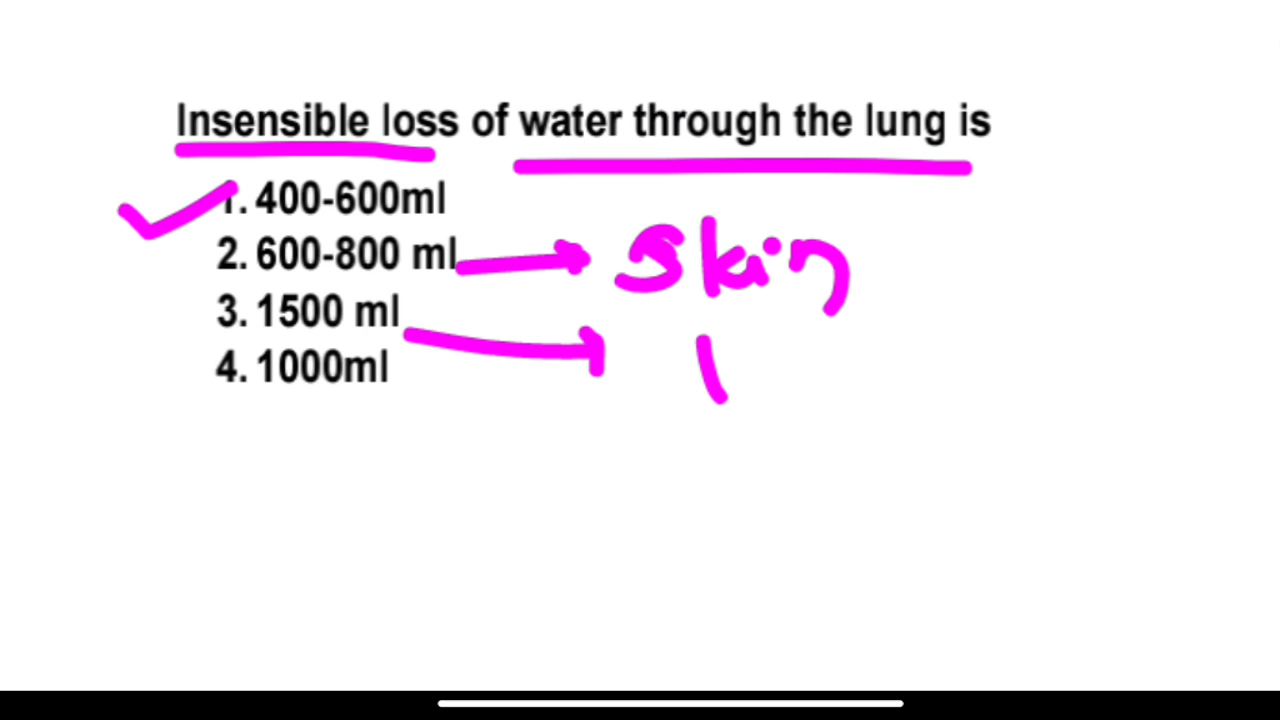 Insensible loss of water through the lung is
1. 400-600ml
2. 600-800 ml skin
3. 1500 ml
4. 1000ml